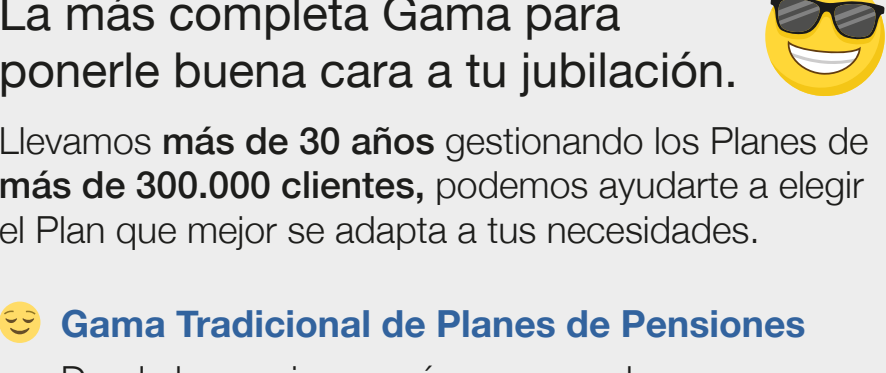 La más completa Gama para
ponerle buena cara a tu jubilación.
Llevamos más de 30 años gestionando los Planes de
más de 300.000 clientes, podemos ayudarte a elegir
el Plan que mejor se adapta a tus necesidades.
Gama Tradicional de Planes de Pensiones